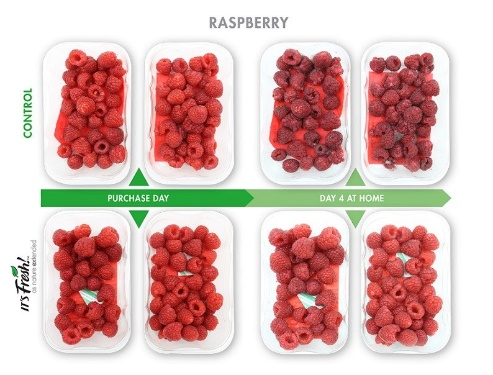 RASPBERRY
CONTROL
PURCHASE DAY
DAY 4 AT HOME
IT'S Fresh!
as nature extended